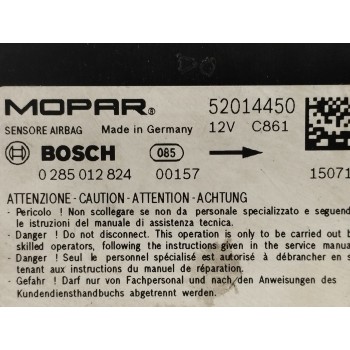 MOPAR® 52014450
SENSORE AIRBAG Made in Germany 12V C861
BOSCH 085
0 285 012 824 00157 15071
ATTENZIONE-CAUTION-ATTENTION-ACHTUNG
- Pericolo ! Non scollegare se non da personale specializzato e seguend
le istruzioni del manuale di assistenza tecnica.
- Danger ! Do not disconnect. This operation is only to be carried out b
skilled operators, following instructions given in the service manua
- Danger ! Seul le personnel spécialisé est autorisé à débrancher en s
tenant aux instructions du manuel de réparation.
- Gefahr ! Darf nur von Fachpersonal und nach den Anweisungen des
Kundendiensthandbuchs abgetrennt werden.